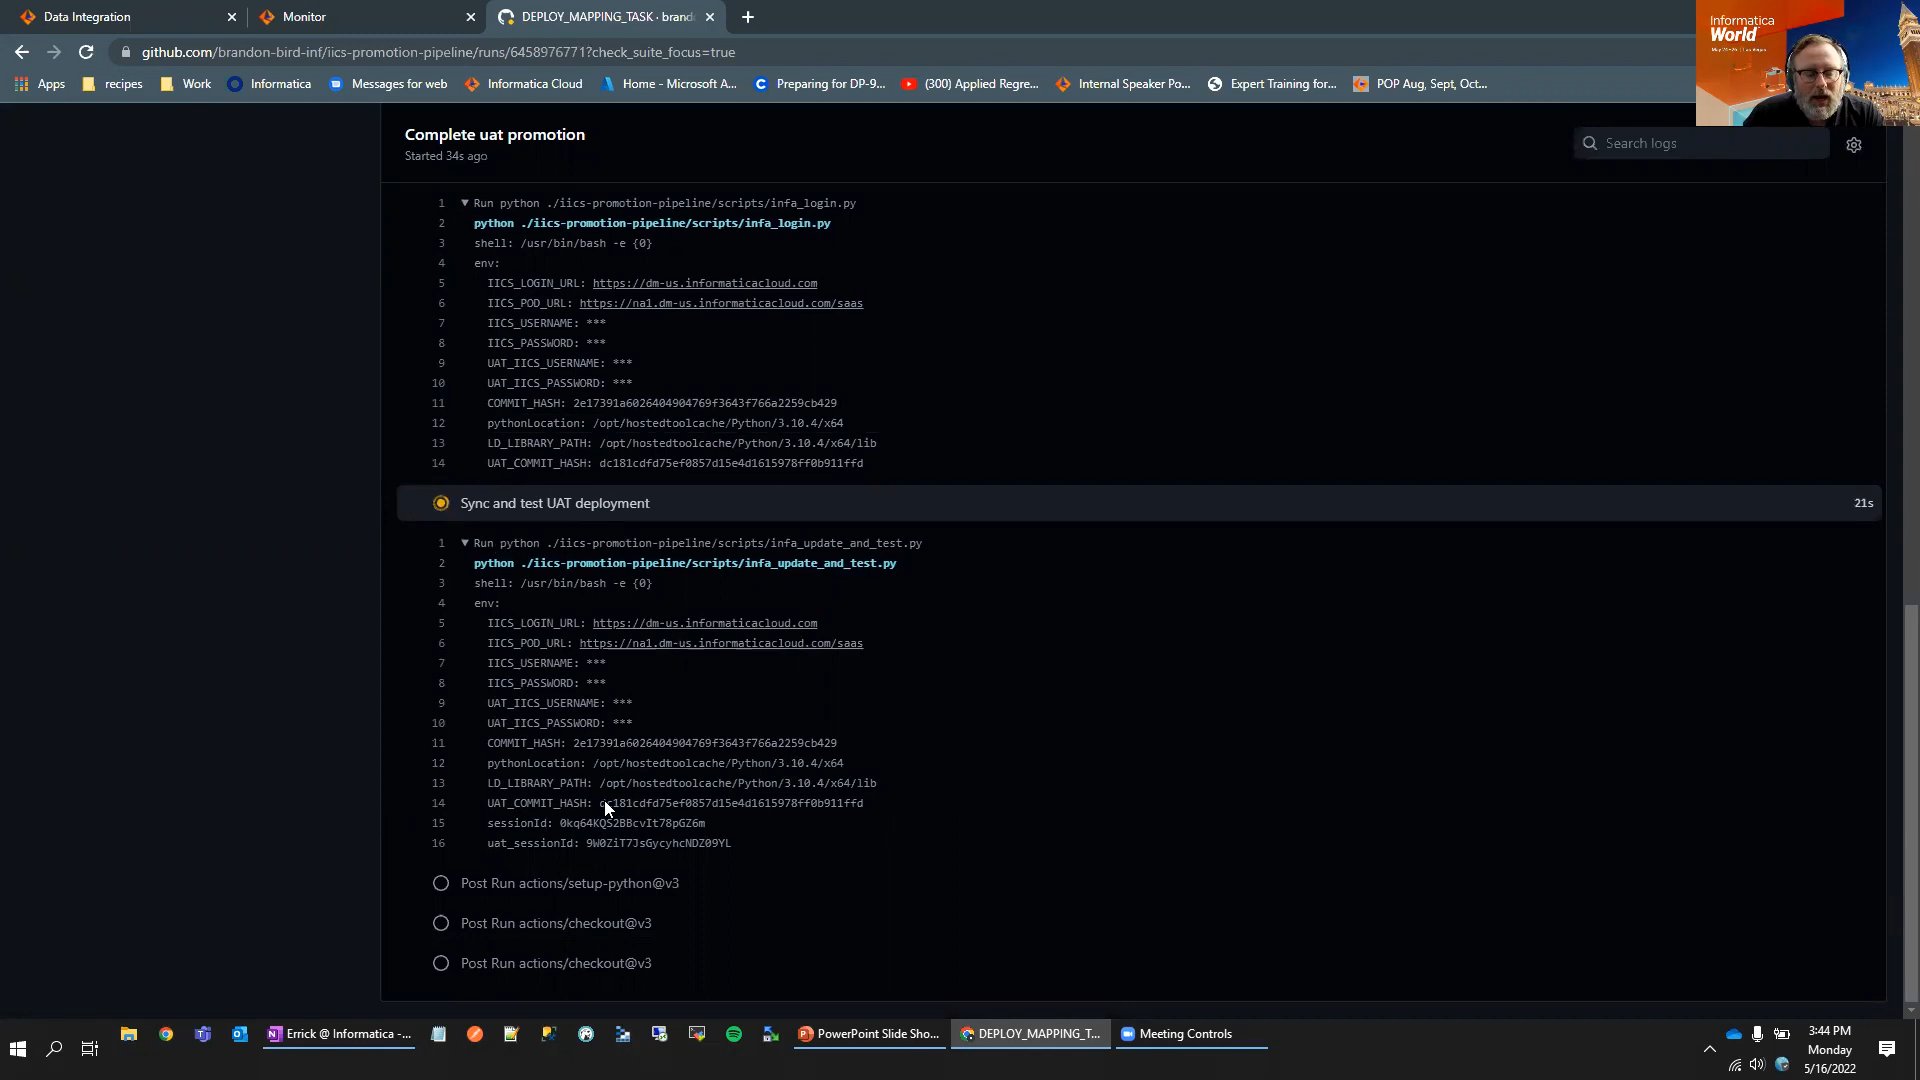 Data Integration
Monitor
DEPLOY_MAPPING_TASK · brand
github.com/brandon-bird-inf/iics-promotion-pipeline/runs/6458976771?check_suite_focus=true
Apps
recipes
Work
Informatica
Messages for web
Informatica Cloud
Home - Microsoft A...
Preparing for DP-9...
(300) Applied Regre...
Internal Speaker Po...
Expert Training for...
POP Aug, Sept, Oct...
Informatica
World
Complete uat promotion
Started 34s ago
Search logs
1 Run python ./iics-promotion-pipeline/scripts/infa_login.py
2 python ./iics-promotion-pipeline/scripts/infa_login.py
3 shell: /usr/bin/bash -e {0}
4 env:
5 IICS_LOGIN_URL: https://dm-us.informaticacloud.com
6 IICS_POD_URL: https://na1.dm-us.informaticacloud.com/saas
7 IICS_USERNAME: ***
8 IICS_PASSWORD: ***
9 UAT_IICS_USERNAME: ***
10 UAT_IICS_PASSWORD: ***
11 COMMIT_HASH: 2e17391a6026404904769f3643f766a2259cb429
12 pythonLocation: /opt/hostedtoolcache/Python/3.10.4/x64
13 LD_LIBRARY_PATH: /opt/hostedtoolcache/Python/3.10.4/x64/lib
14 UAT_COMMIT_HASH: dc181cdfd75ef0857d15e4d1615978ff0b911ffd
Sync and test UAT deployment 21s
1 Run python ./iics-promotion-pipeline/scripts/infa_update_and_test.py
2 python ./iics-promotion-pipeline/scripts/infa_update_and_test.py
3 shell: /usr/bin/bash -e {0}
4 env:
5 IICS_LOGIN_URL: https://dm-us.informaticacloud.com
6 IICS_POD_URL: https://na1.dm-us.informaticacloud.com/saas
7 IICS_USERNAME: ***
8 IICS_PASSWORD: ***
9 UAT_IICS_USERNAME: ***
10 UAT_IICS_PASSWORD: ***
11 COMMIT_HASH: 2e17391a6026404904769f3643f766a2259cb429
12 pythonLocation: /opt/hostedtoolcache/Python/3.10.4/x64
13 LD_LIBRARY_PATH: /opt/hostedtoolcache/Python/3.10.4/x64/lib
14 UAT_COMMIT_HASH: dc181cdfd75ef0857d15e4d1615978ff0b911ffd
15 sessionId: 0kq64KQS2BBcvIt78pGZ6m
16 uat_sessionId: 9W0ZiT7JsGycyhcNDZ09YL
Post Run actions/setup-python@v3
Post Run actions/checkout@v3
Post Run actions/checkout@v3
Errick @ Informatica -...
PowerPoint Slide Sho...
DEPLOY_MAPPING_T...
Meeting Controls
3:44 PM
Monday
5/16/2022